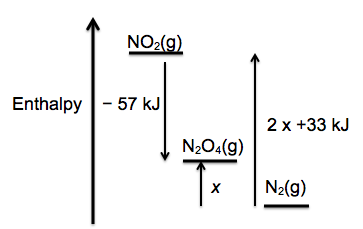 NO₂(g)
Enthalpy
− 57 kJ
N₂O₄(g)
2 x +33 kJ
x
N₂(g)